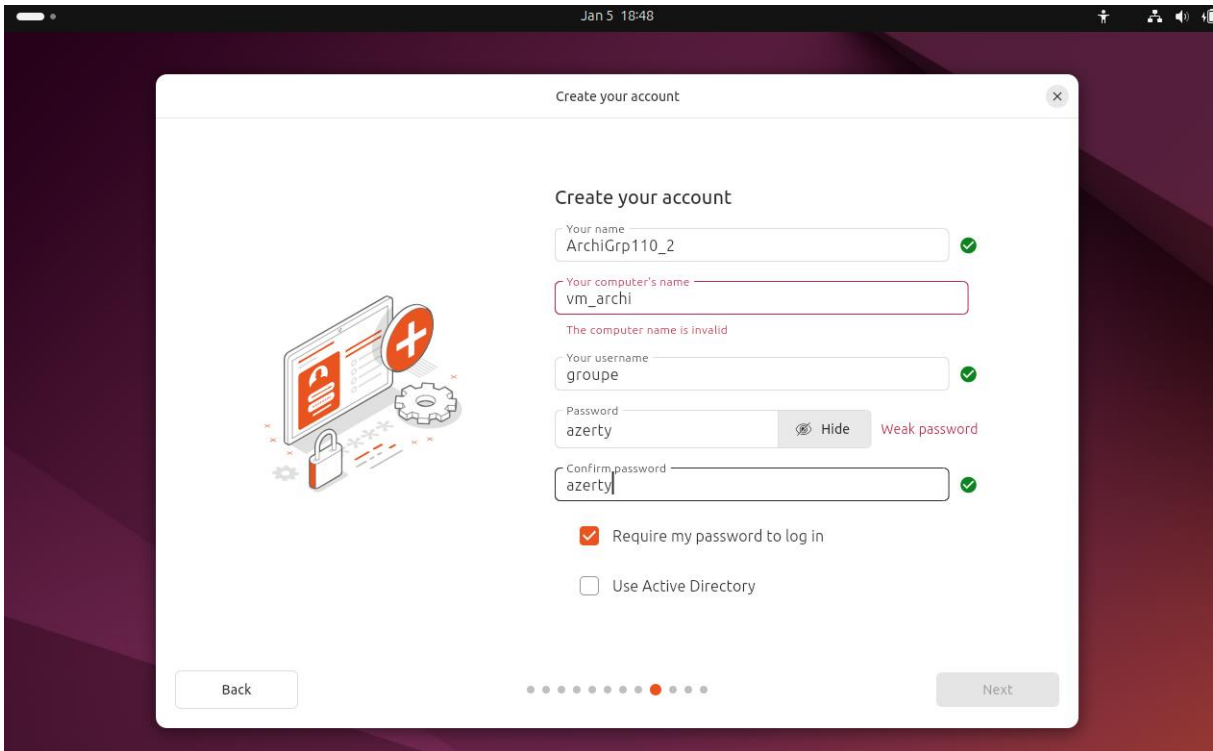 Jan 5 18:48
Create your account
Create your account
Your name
ArchiGrp110_2
Your computer's name
vm_archi
The computer name is invalid
Your username
groupe
Password
azerty
Hide
Weak password
Confirm password
azerty
Require my password to log in
Use Active Directory
Back
Next